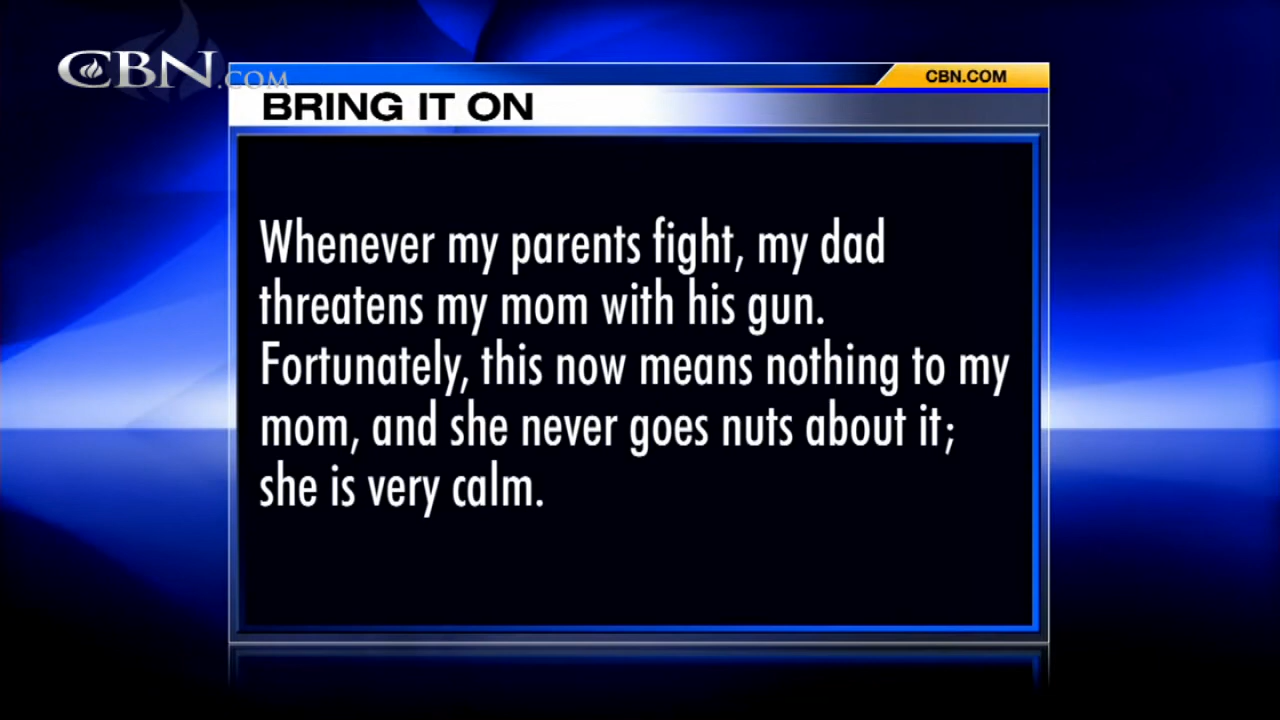 CBN.COM
CBN.COM
BRING IT ON
Whenever my parents fight, my dad
threatens my mom with his gun.
Fortunately, this now means nothing to my
mom, and she never goes nuts about it;
she is very calm.